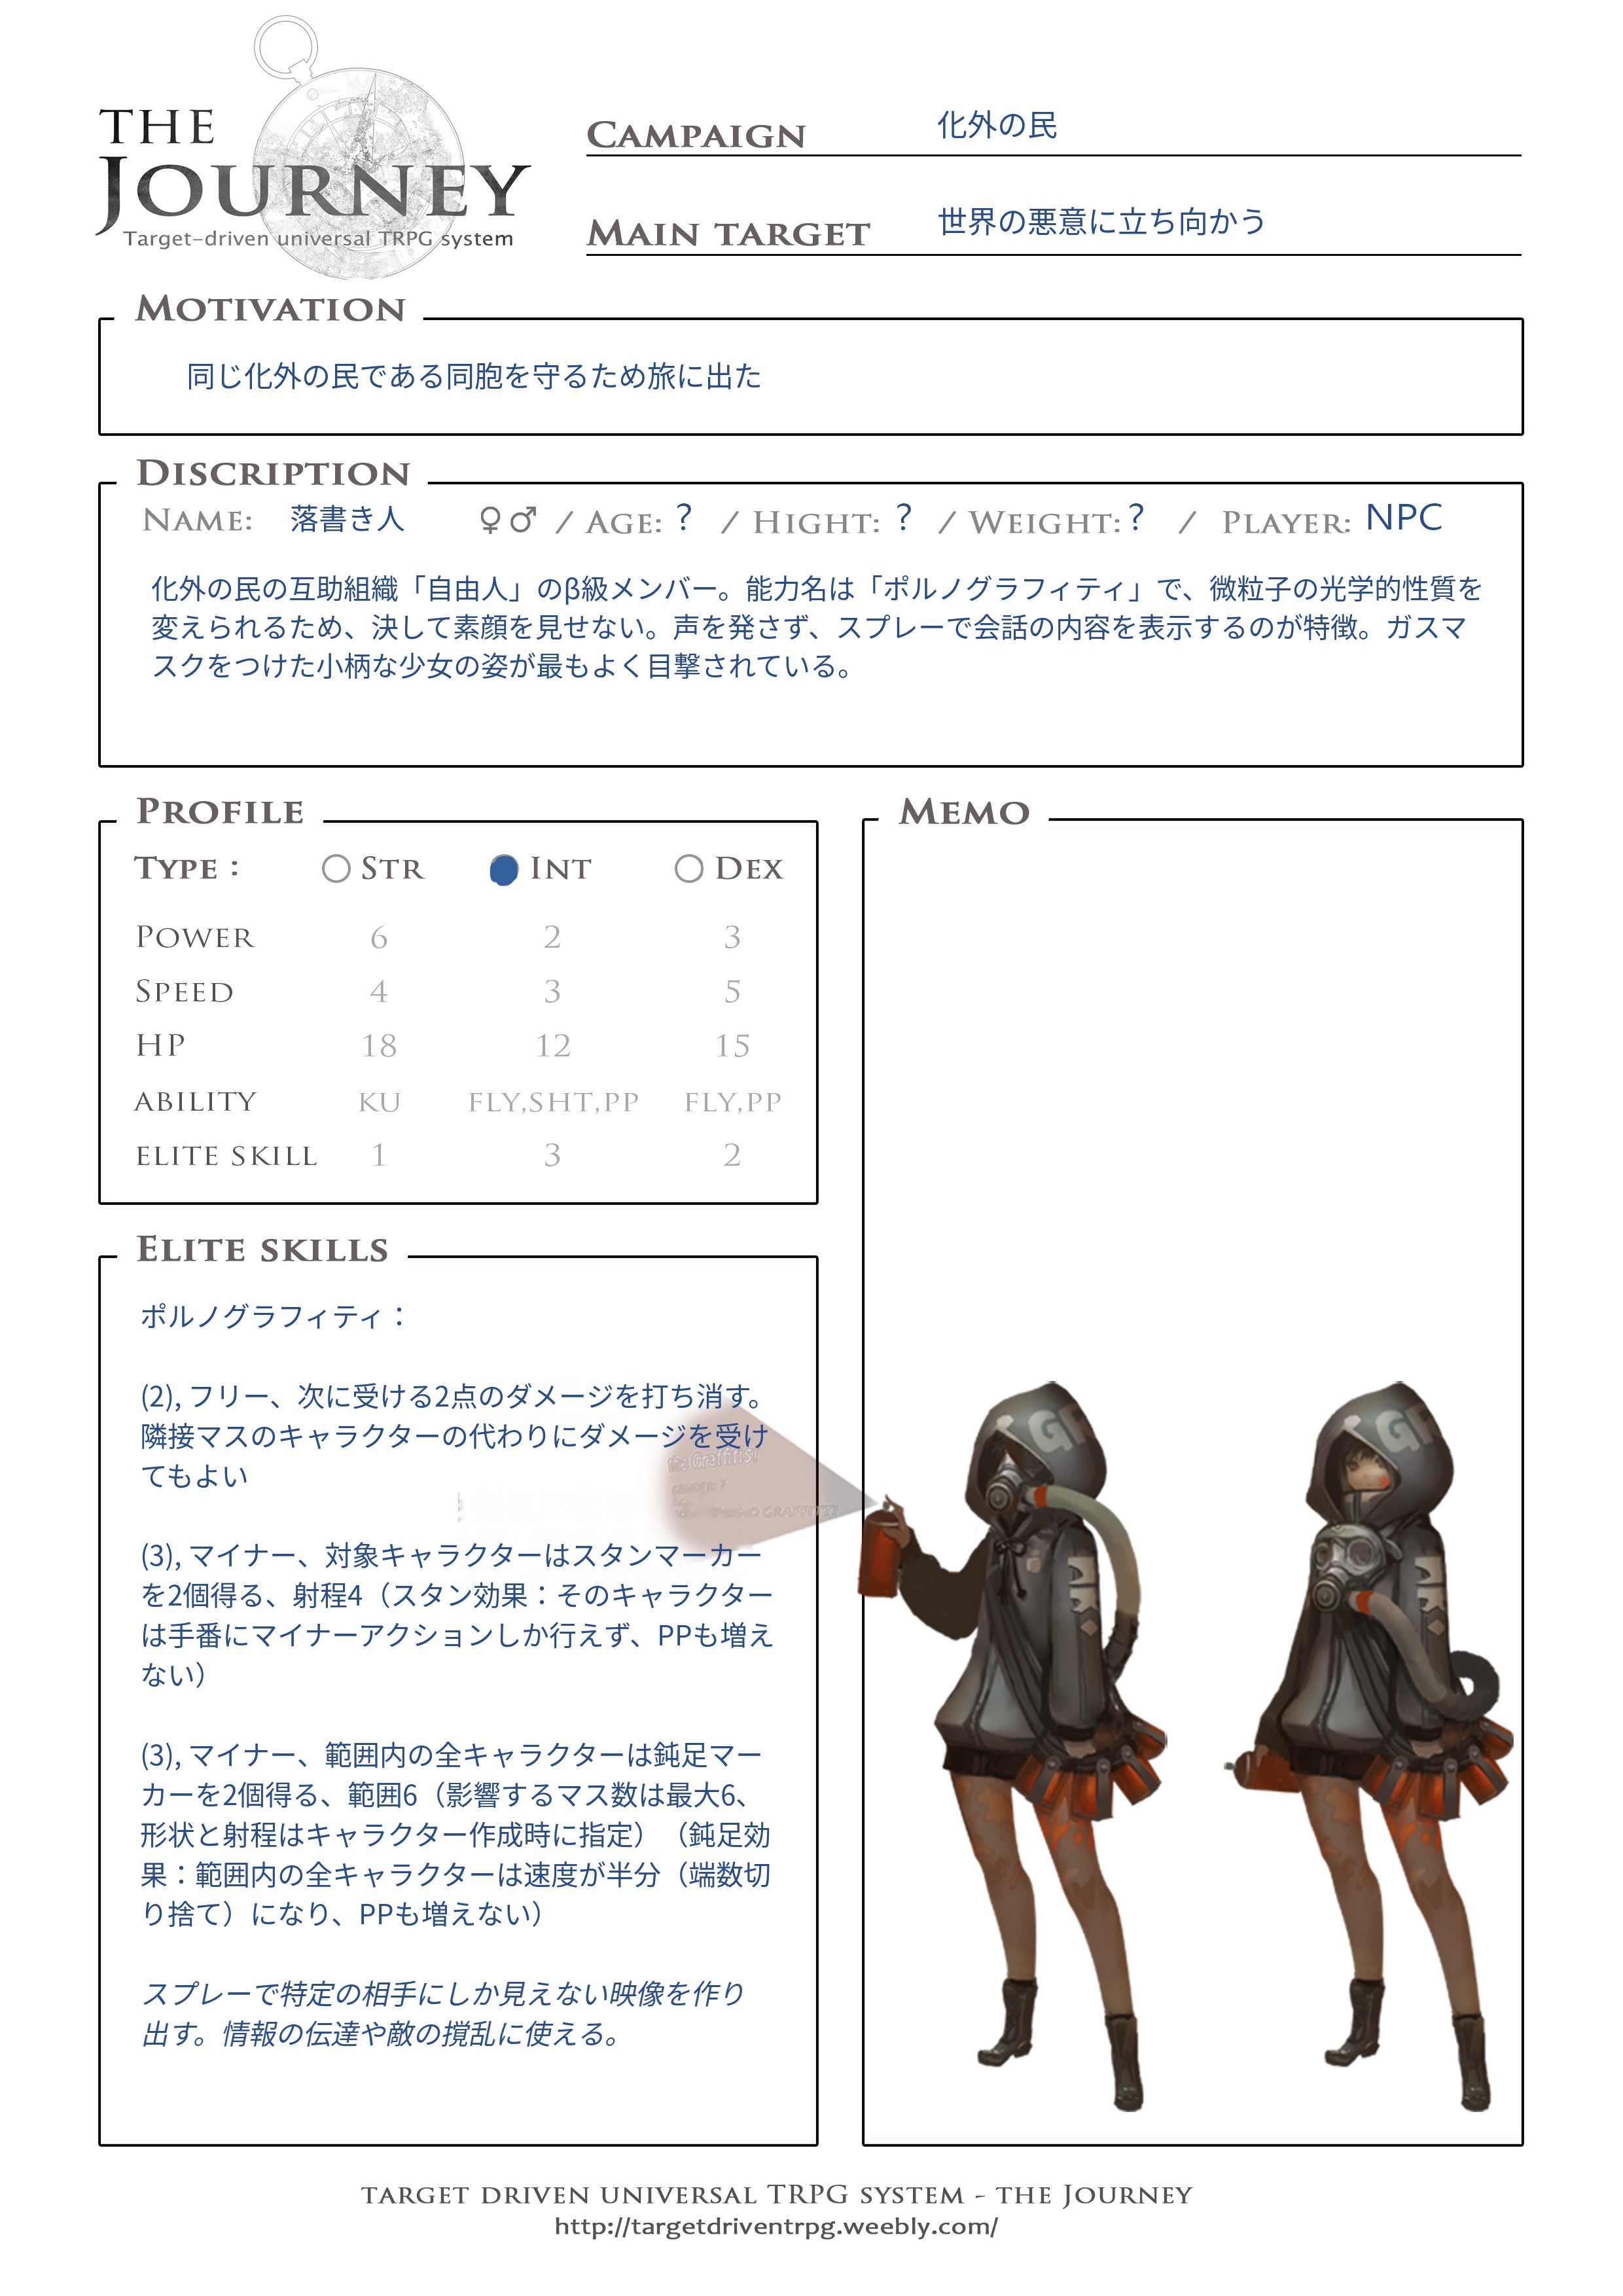 THE
JOURNEY
Target-driven universal TRPG system
CAMPAIGN 化外の民
MAIN TARGET 世界の悪意に立ち向かう
MOTIVATION
同じ化外の民である同胞を守るため旅に出た
DISCRIPTION
NAME: 落書き人 ♀♂ / AGE: ? / HIGHT: ? / WEIGHT: ? / PLAYER: NPC
化外の民の互助組織「自由人」のβ級メンバー。能力名は「ポルノグラフィティ」で、微粒子の光学的性質を
変えられるため、決して素顔を見せない。声を発さず、スプレーで会話の内容を表示するのが特徴。ガスマ
スクをつけた小柄な少女の姿が最もよく目撃されている。
PROFILE
TYPE : STR INT DEX
POWER 6 2 3
SPEED 4 3 5
HP 18 12 15
ABILITY KU FLY,SHT,PP FLY,PP
ELITE SKILL 1 3 2
ELITE SKILLS
ポルノグラフィティ：
(2), フリー、次に受ける2点のダメージを打ち消す。
隣接マスのキャラクターの代わりにダメージを受け
てもよい
(3), マイナー、対象キャラクターはスタンマーカー
を2個得る、射程4（スタン効果：そのキャラクター
は手番にマイナーアクションしか行えず、PPも増え
ない）
(3), マイナー、範囲内の全キャラクターは鈍足マー
カーを2個得る、範囲6（影響するマス数は最大6、
形状と射程はキャラクター作成時に指定）（鈍足効
果：範囲内の全キャラクターは速度が半分（端数切
り捨て）になり、PPも増えない）
スプレーで特定の相手にしか見えない映像を作り
出す。情報の伝達や敵の撹乱に使える。
MEMO
TARGET DRIVEN UNIVERSAL TRPG SYSTEM - THE JOURNEY
http://targetdriventrpg.weebly.com/